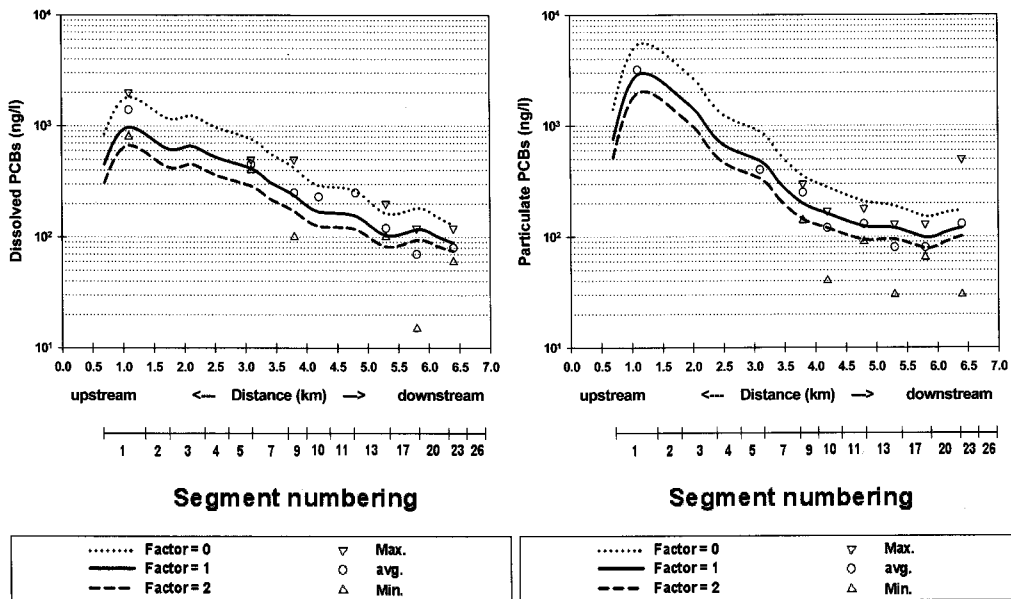 10⁴
10³
10²
10¹
Dissolved PCBs (ng/l)
0.0 0.5 1.0 1.5 2.0 2.5 3.0 3.5 4.0 4.5 5.0 5.5 6.0 6.5 7.0
upstream <--- Distance (km) ---> downstream
1 2 3 4 5 7 9 10 11 13 17 20 23 26
Segment numbering
Factor = 0 Max.
Factor = 1 avg.
Factor = 2 Min.
10⁴
10³
10²
10¹
Particulate PCBs (ng/l)
0.0 0.5 1.0 1.5 2.0 2.5 3.0 3.5 4.0 4.5 5.0 5.5 6.0 6.5 7.0
upstream <--- Distance (km) ---> downstream
1 2 3 4 5 7 9 10 11 13 17 20 23 26
Segment numbering
Factor = 0 Max.
Factor = 1 avg.
Factor = 2 Min.